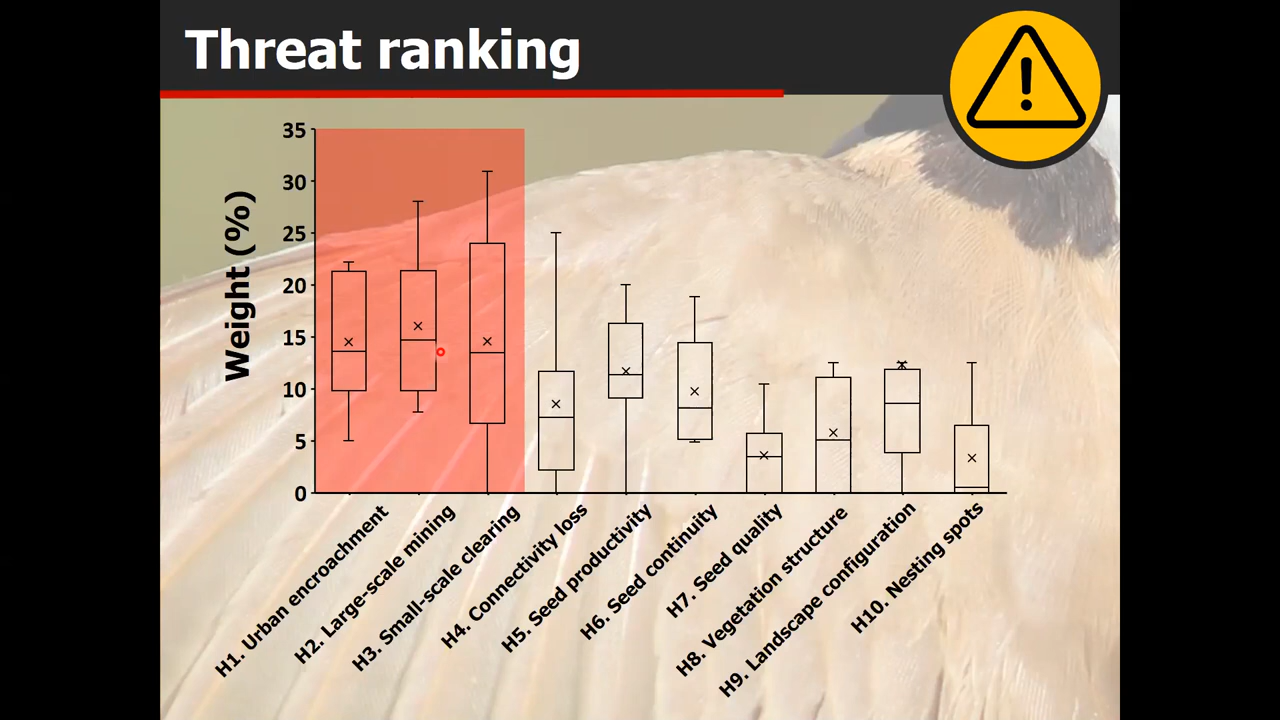 Threat ranking
Weight (%)
35
30
25
20
15
10
5
0
H1. Urban encroachment
H2. Large-scale mining
H3. Small-scale clearing
H4. Connectivity loss
H5. Seed productivity
H6. Seed continuity
H7. Seed quality
H8. Vegetation structure
H9. Landscape configuration
H10. Nesting spots